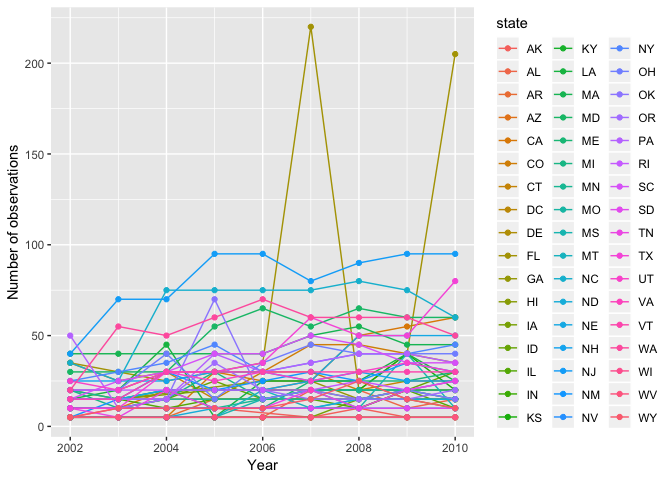 state
AK KY NY
AL LA OH
AR MA OK
AZ MD OR
CA ME PA
CO MI RI
CT MN SC
DC MO SD
DE MS TN
FL MT TX
GA NC UT
HI ND VA
IA NE VT
ID NH WA
IL NJ WI
IN NM WV
KS NV WY
Number of observations
200
150
100
50
0
2002 2004 2006 2008 2010
Year